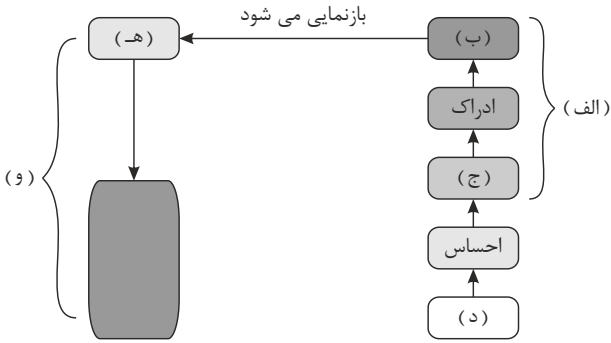 بازنمایی می شود
(ب)
(هـ)
ادراک
(الف)
(ج)
(و)
احساس
(د)